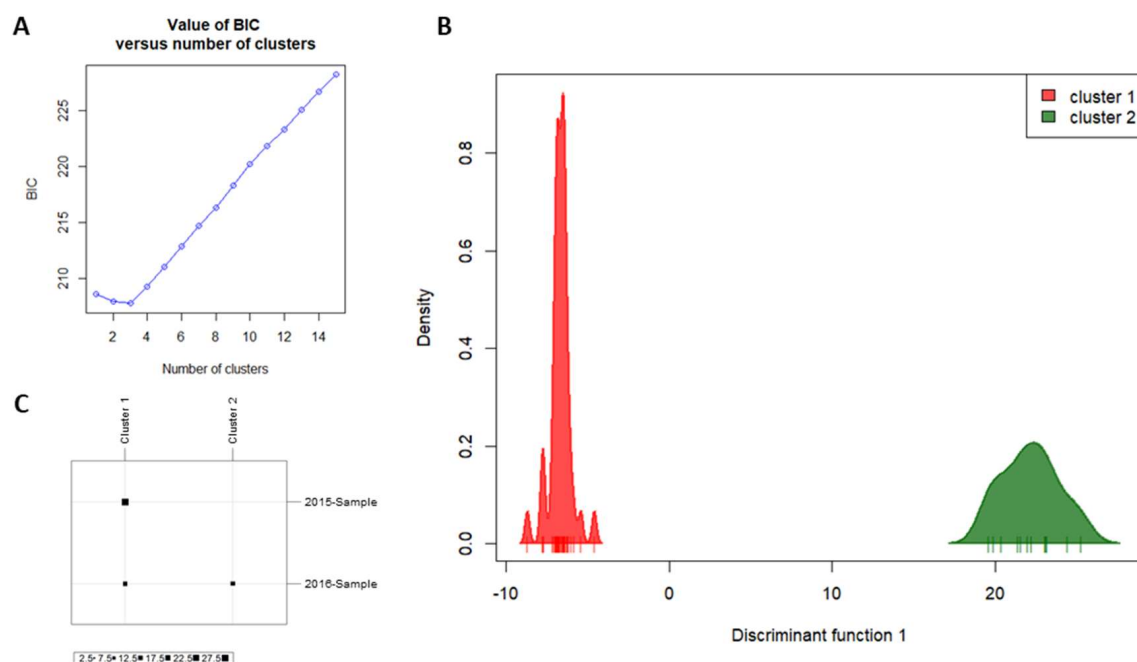 A
Value of BIC
versus number of clusters
225
220
215
210
BIC
2 4 6 8 10 12 14
Number of clusters
B
cluster 1
cluster 2
0.8
0.6
0.4
0.2
0.0
Density
-10 0 10 20
Discriminant function 1
C
Cluster 1
Cluster 2
2015-Sample
2016-Sample
2.5 7.5 12.5 17.5 22.5 27.5